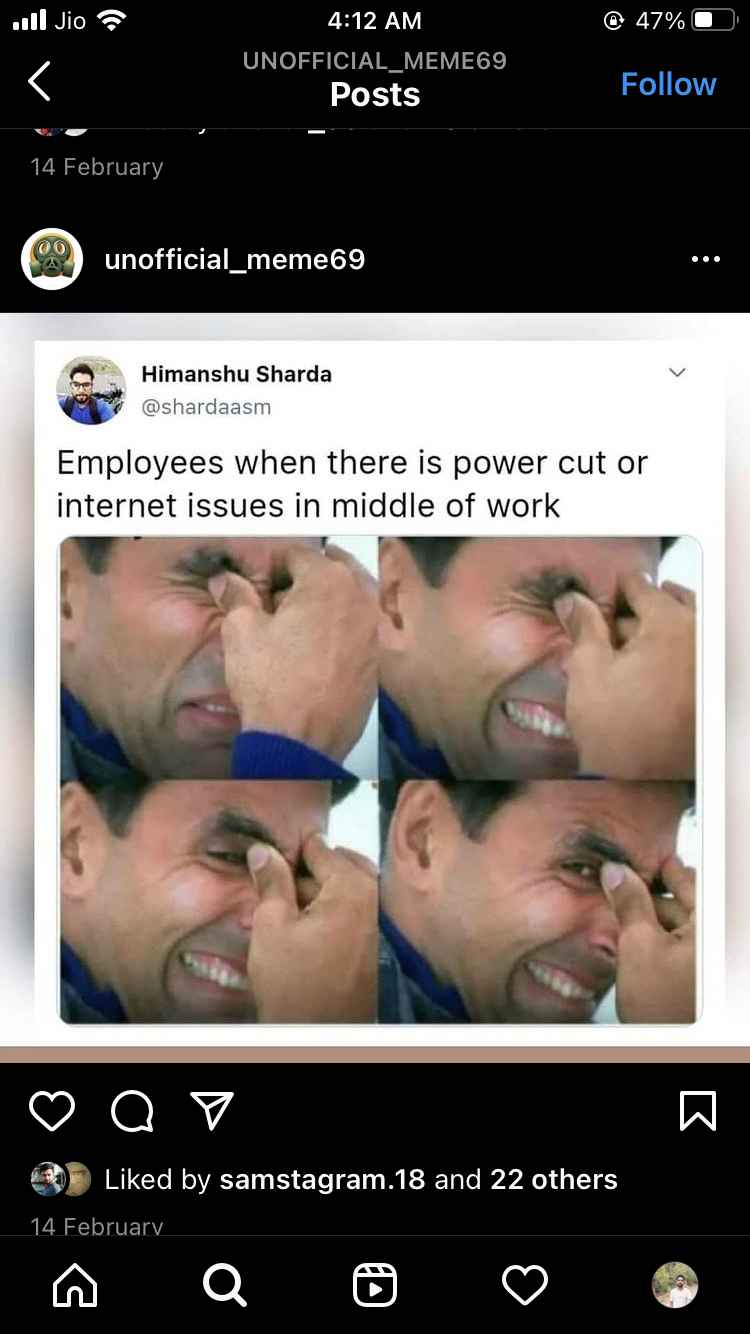 Jio 4:12 AM 47%
UNOFFICIAL_MEME69
Posts
Follow
14 February
unofficial_meme69
Himanshu Sharda
@shardaasm
Employees when there is power cut or
internet issues in middle of work
Liked by samstagram.18 and 22 others
14 February